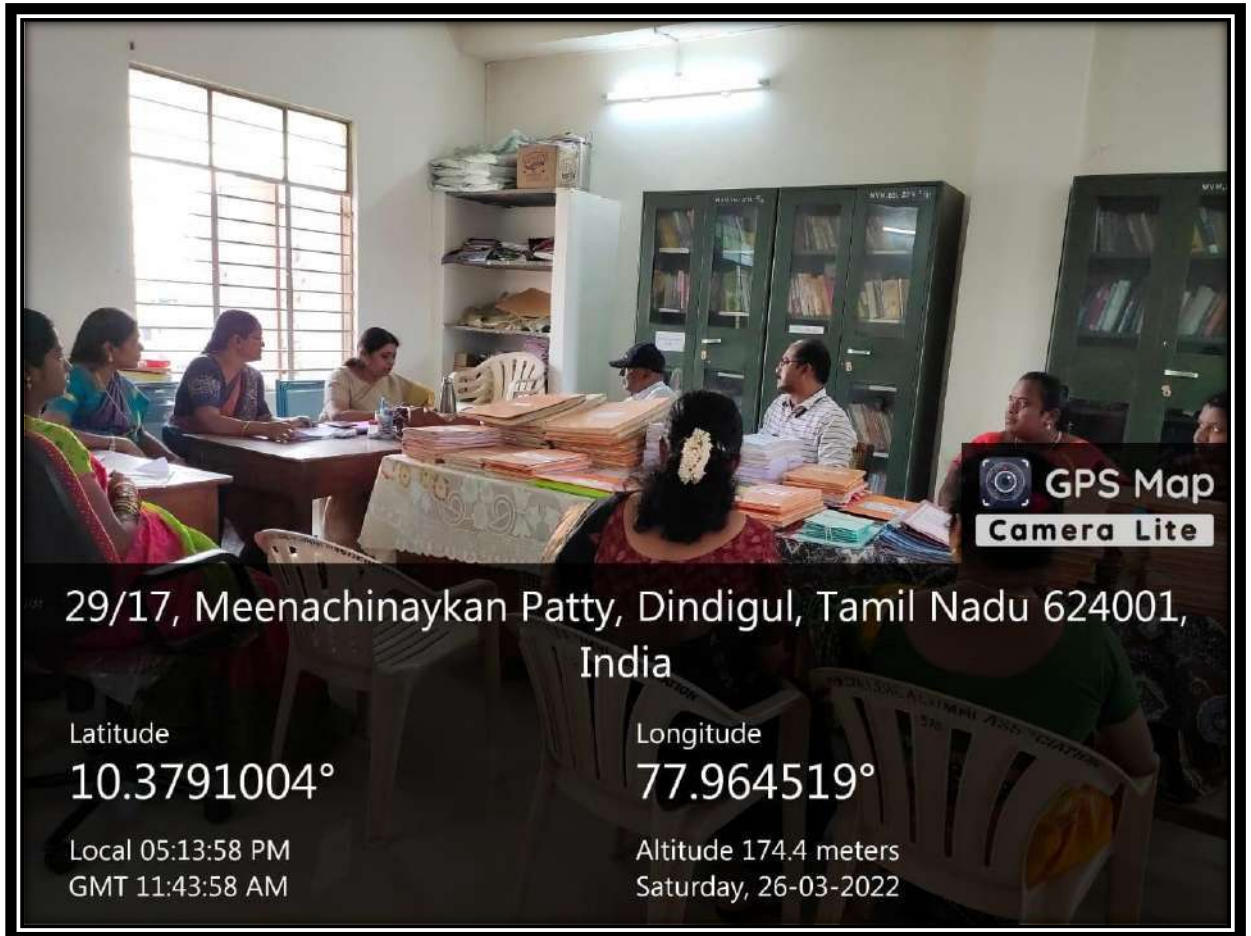 GPS Map
Camera Lite
29/17, Meenachinaykan Patty, Dindigul, Tamil Nadu 624001,
India
Latitude
10.3791004°
Longitude
77.964519°
Local 05:13:58 PM
GMT 11:43:58 AM
Altitude 174.4 meters
Saturday, 26-03-2022